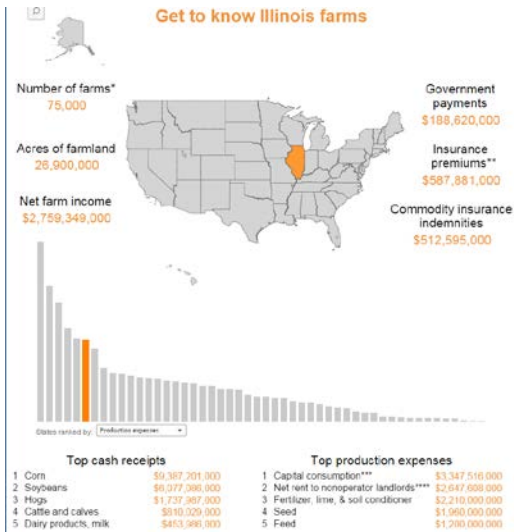 Get to know Illinois farms
Number of farms*
75,000
Acres of farmland
26,900,000
Net farm income
$2,759,349,000
Government
payments
$188,620,000
Insurance
premiums**
$587,881,000
Commodity insurance
indemnities
$512,595,000
States ranked by: Production expenses
Top cash receipts
1 Corn $9,387,201,000
2 Soybeans $6,077,386,000
3 Hogs $1,737,987,000
4 Cattle and calves $810,029,000
5 Dairy products, milk $453,986,000
Top production expenses
1 Capital consumption*** $3,347,516,000
2 Net rent to nonoperator landlords**** $2,647,608,000
3 Fertilizer, lime, & soil conditioner $2,210,000,000
4 Seed $1,960,000,000
5 Feed $1,200,000,000